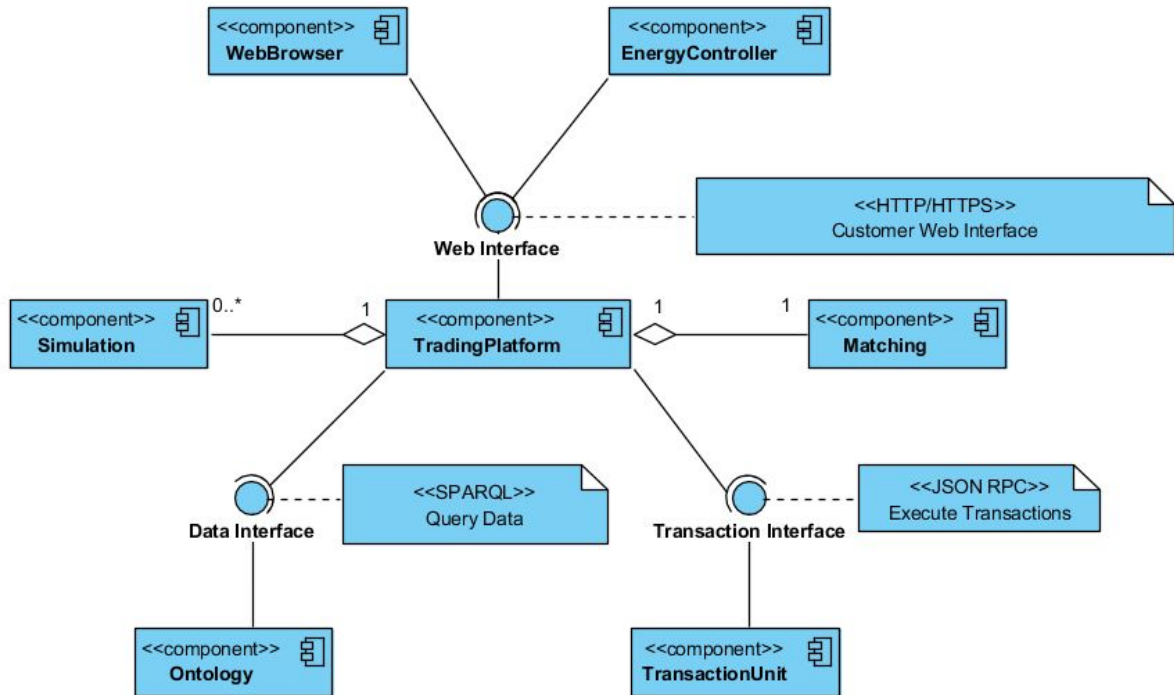 <<component>>
WebBrowser
<<component>>
EnergyController
<<HTTP/HTTPS>>
Customer Web Interface
Web Interface
<<component>>
Simulation
0..*
1
<<component>>
TradingPlatform
1
1
<<component>>
Matching
<<SPARQL>>
Query Data
<<JSON RPC>>
Execute Transactions
Data Interface
Transaction Interface
<<component>>
Ontology
<<component>>
TransactionUnit